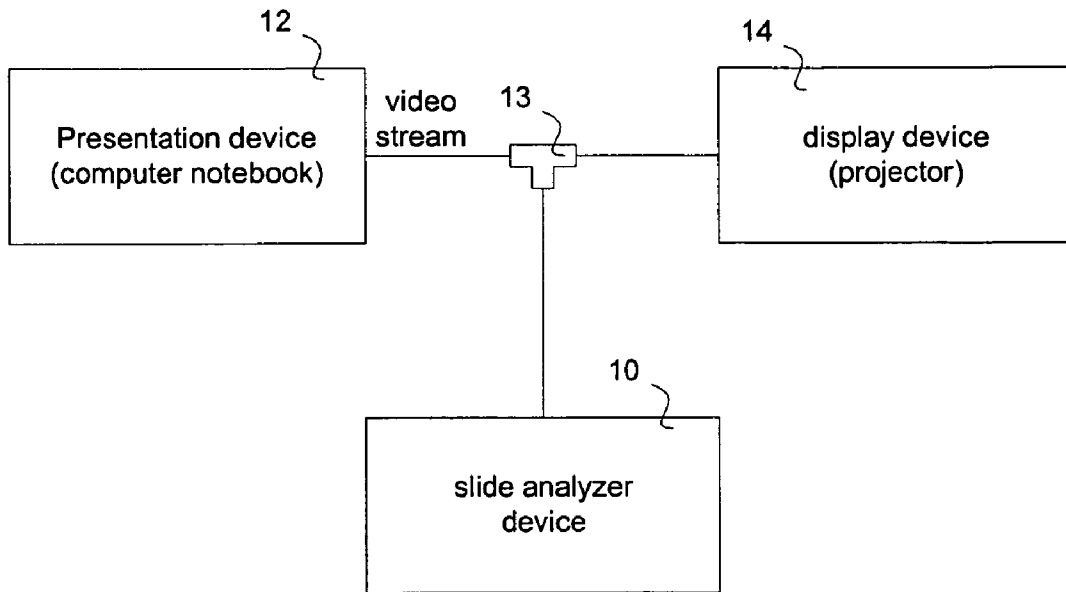 12
14
13
video
stream
Presentation device
(computer notebook)
display device
(projector)
10
slide analyzer
device